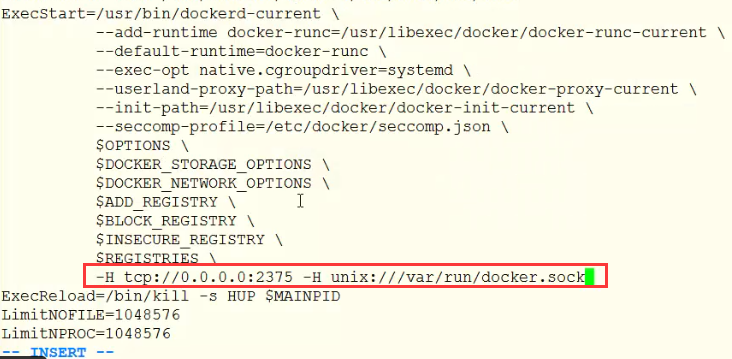 ExecStart=/usr/bin/dockerd-current \
--add-runtime docker-runc=/usr/libexec/docker/docker-runc-current \
--default-runtime=docker-runc \
--exec-opt native.cgroupdriver=systemd \
--userland-proxy-path=/usr/libexec/docker/docker-proxy-current \
--init-path=/usr/libexec/docker/docker-init-current \
--seccomp-profile=/etc/docker/seccomp.json \
$OPTIONS \
$DOCKER_STORAGE_OPTIONS \
$DOCKER_NETWORK_OPTIONS \
$ADD_REGISTRY \
$BLOCK_REGISTRY \
$INSECURE_REGISTRY \
$REGISTRIES \
-H tcp://0.0.0.0:2375 -H unix:///var/run/docker.sock
ExecReload=/bin/kill -s HUP $MAINPID
LimitNOFILE=1048576
LimitNPROC=1048576
-- INSERT --